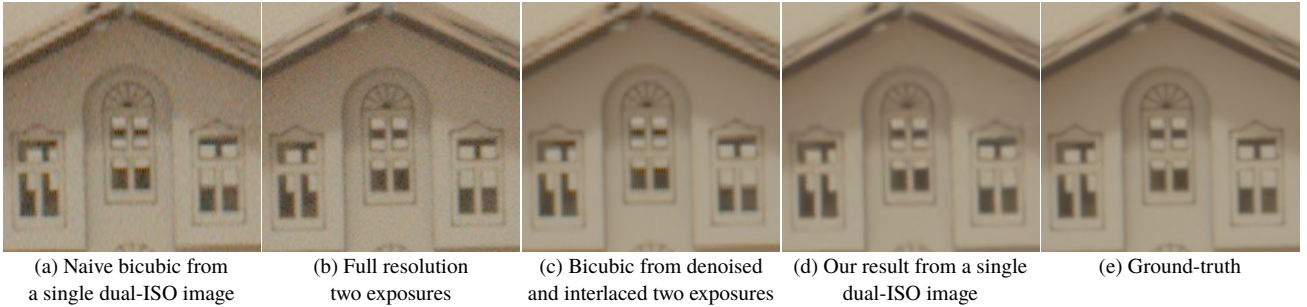 (a) Naive bicubic from
a single dual-ISO image
(b) Full resolution
two exposures
(c) Bicubic from denoised
and interlaced two exposures
(d) Our result from a single
dual-ISO image
(e) Ground-truth